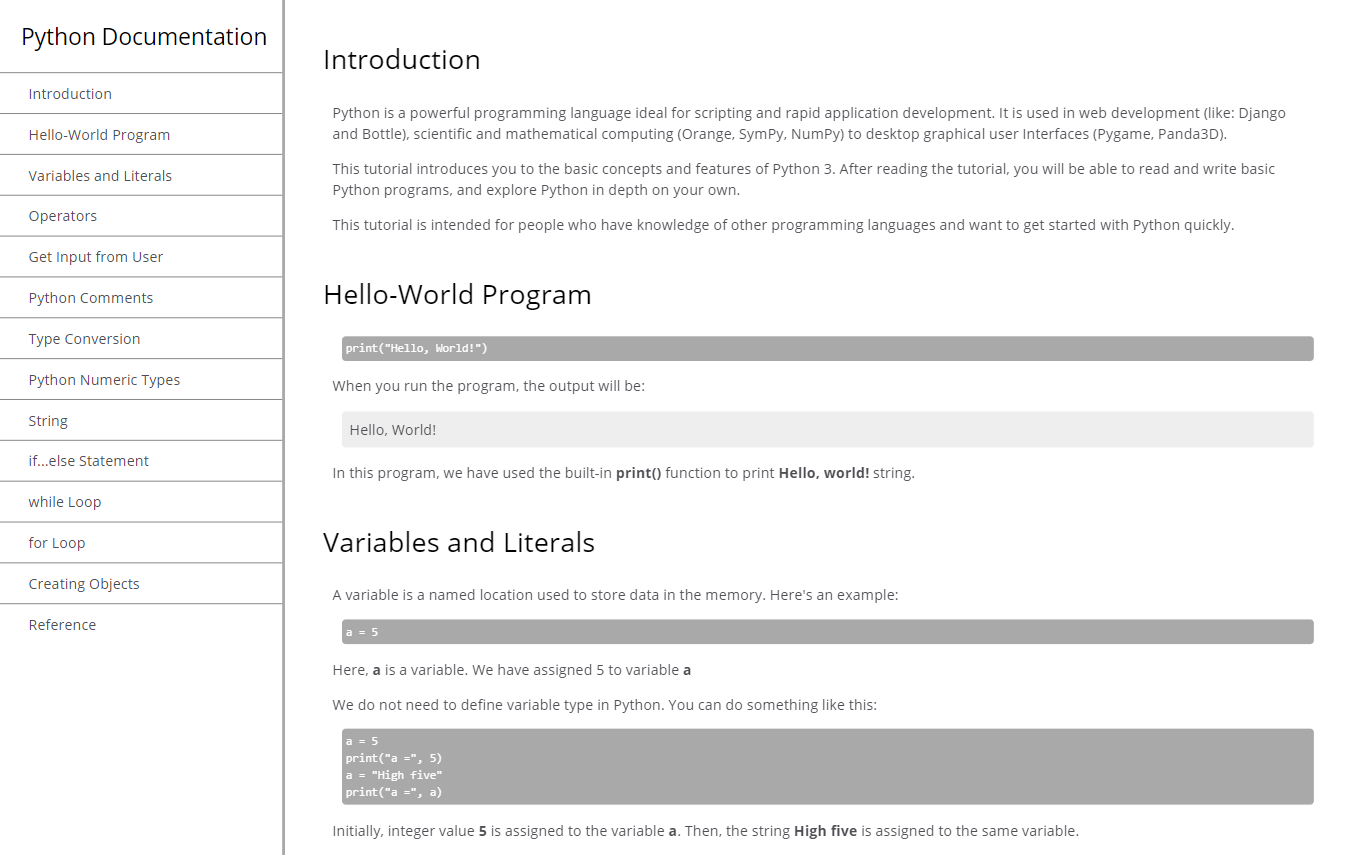 Python Documentation
Introduction
Hello-World Program
Variables and Literals
Operators
Get Input from User
Python Comments
Type Conversion
Python Numeric Types
String
if...else Statement
while Loop
for Loop
Creating Objects
Reference
Introduction
Python is a powerful programming language ideal for scripting and rapid application development. It is used in web development (like: Django
and Bottle), scientific and mathematical computing (Orange, SymPy, NumPy) to desktop graphical user Interfaces (Pygame, Panda3D).
This tutorial introduces you to the basic concepts and features of Python 3. After reading the tutorial, you will be able to read and write basic
Python programs, and explore Python in depth on your own.
This tutorial is intended for people who have knowledge of other programming languages and want to get started with Python quickly.
Hello-World Program
print("Hello, World!")
When you run the program, the output will be:
Hello, World!
In this program, we have used the built-in print() function to print Hello, world! string.
Variables and Literals
A variable is a named location used to store data in the memory. Here's an example:
a = 5
Here, a is a variable. We have assigned 5 to variable a
We do not need to define variable type in Python. You can do something like this:
a = 5
print("a =", 5)
a = "High five"
print("a =", a)
Initially, integer value 5 is assigned to the variable a. Then, the string High five is assigned to the same variable.